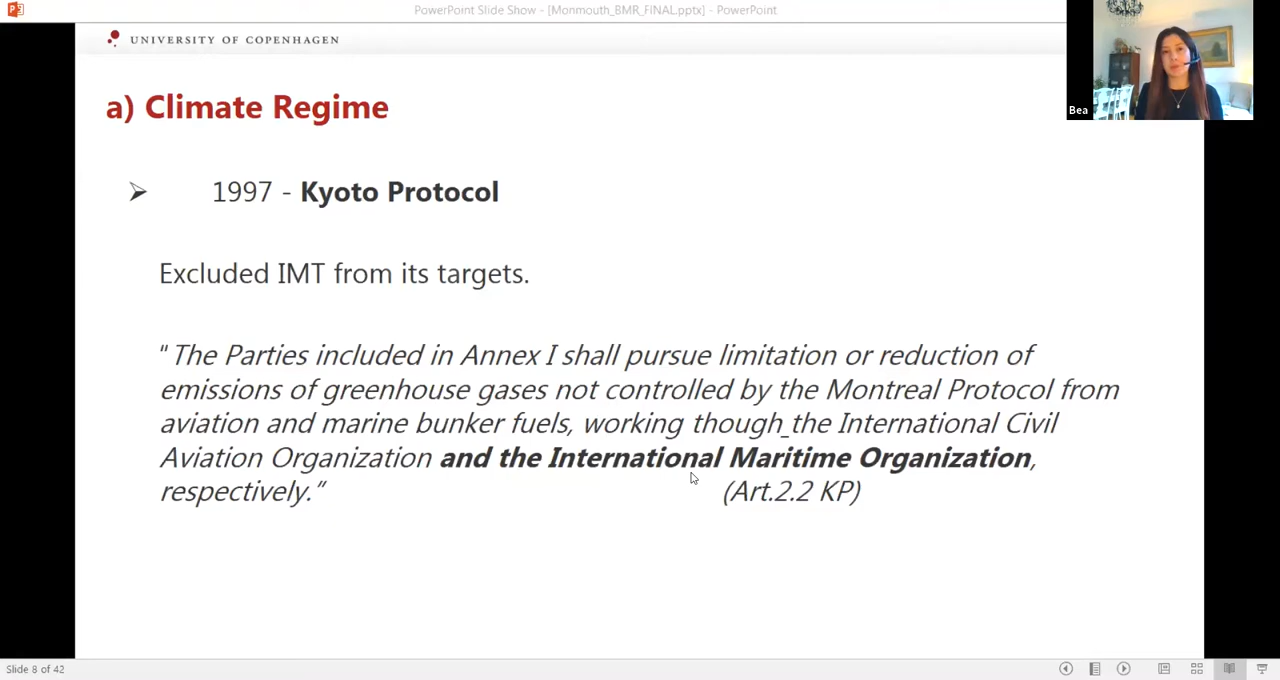 PowerPoint Slide Show - [Monmouth_BMR_FINAL.pptx] - PowerPoint
UNIVERSITY OF COPENHAGEN
Bea
a) Climate Regime
1997 - Kyoto Protocol
Excluded IMT from its targets.
"The Parties included in Annex I shall pursue limitation or reduction of
emissions of greenhouse gases not controlled by the Montreal Protocol from
aviation and marine bunker fuels, working though_the International Civil
Aviation Organization and the International Maritime Organization,
respectively.” (Art.2.2 KP)
Slide 8 of 42